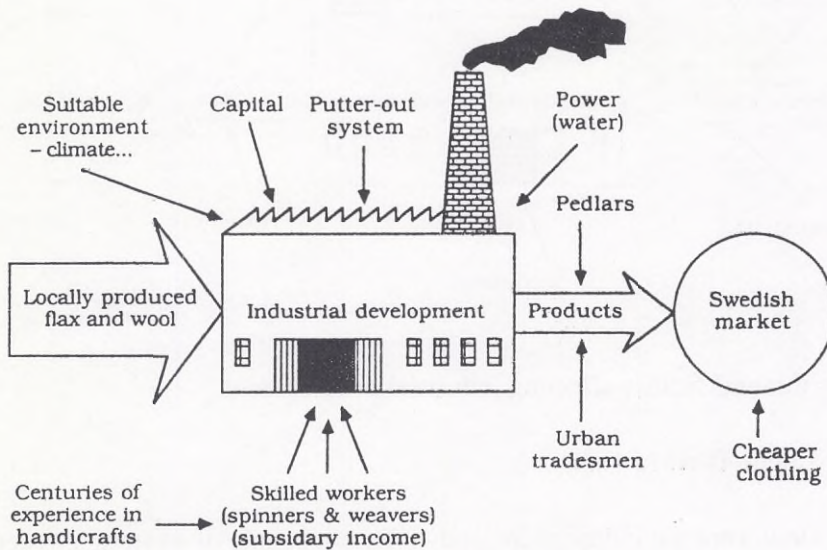 Suitable
environment
– climate...
Capital
Putter-out
system
Power
(water)
Pedlars
Locally produced
flax and wool
Industrial development
Products
Swedish
market
Urban
tradesmen
Cheaper
clothing
Centuries of
experience in
handicrafts
Skilled workers
(spinners & weavers)
(subsidary income)